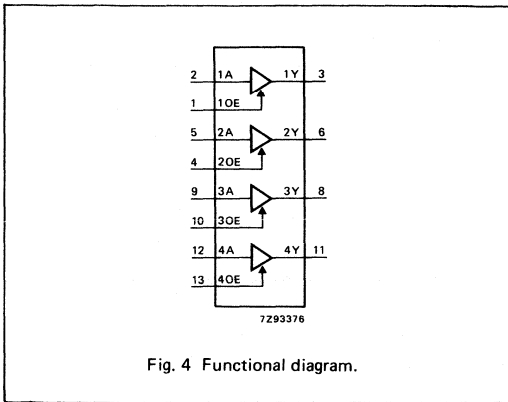 2 1A 1Y 3
1 1OE
5 2A 2Y 6
4 2OE
9 3A 3Y 8
10 3OE
12 4A 4Y 11
13 4OE
7Z93376
Fig. 4 Functional diagram.